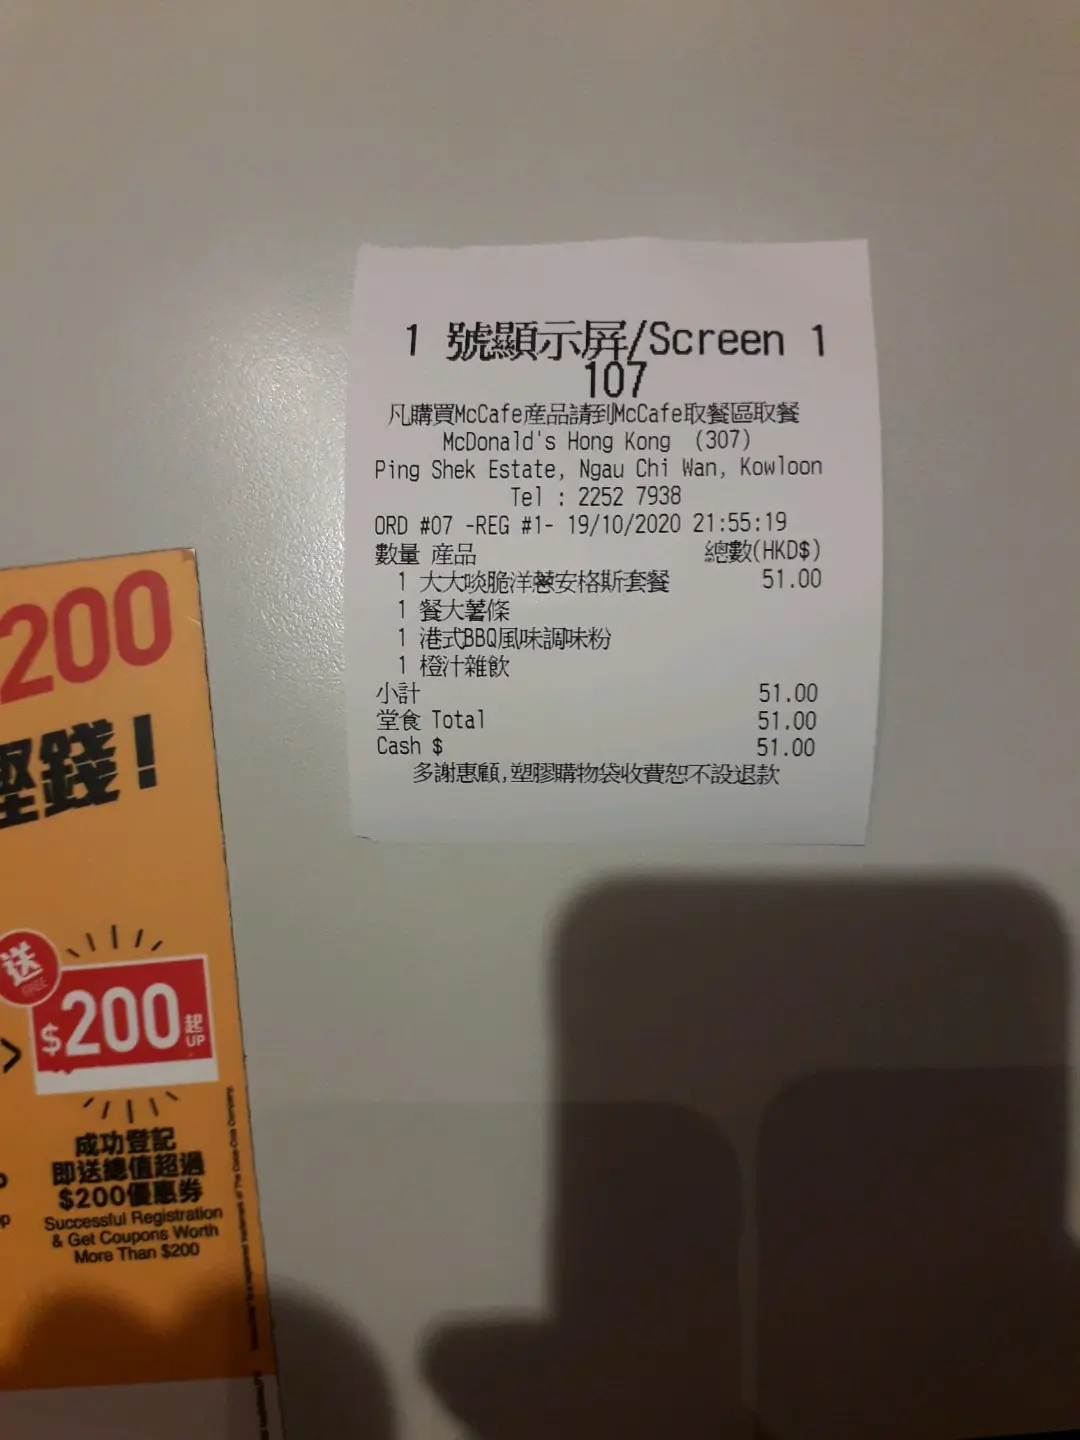 1 號顯示屏/Screen 1
107
凡購買McCafe産品請到McCafe取餐區取餐
McDonald's Hong Kong (307)
Ping Shek Estate, Ngau Chi Wan, Kowloon
Tel : 2252 7938
ORD #07 -REG #1- 19/10/2020 21:55:19
數量 産品 總數(HKD$)
1 大大啖脆洋蔥安格斯套餐 51.00
1 餐大薯條
1 港式BBQ風味調味粉
1 橙汁雜飲
小計 51.00
堂食 Total 51.00
Cash $ 51.00
多謝惠顧,塑膠購物袋收費恕不設退款
200
錢!
送
FREE
$200起
UP
成功登記
即送總值超過
$200優惠券
Successful Registration
& Get Coupons Worth
More Than $200